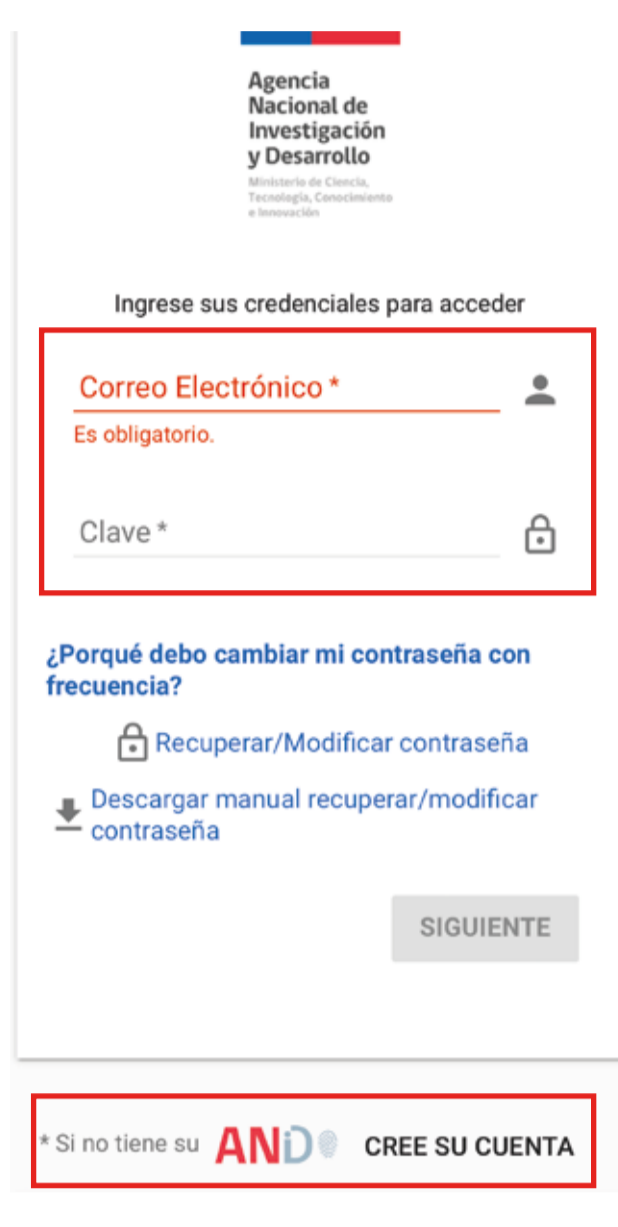 Agencia
Nacional de
Investigación
y Desarrollo
Ministerio de Ciencia,
Tecnología, Conocimiento
e Innovación
Ingrese sus credenciales para acceder
Correo Electrónico *
Es obligatorio.
Clave *
¿Porqué debo cambiar mi contraseña con
frecuencia?
Recuperar/Modificar contraseña
Descargar manual recuperar/modificar
contraseña
SIGUIENTE
* Si no tiene su ANiD CREE SU CUENTA